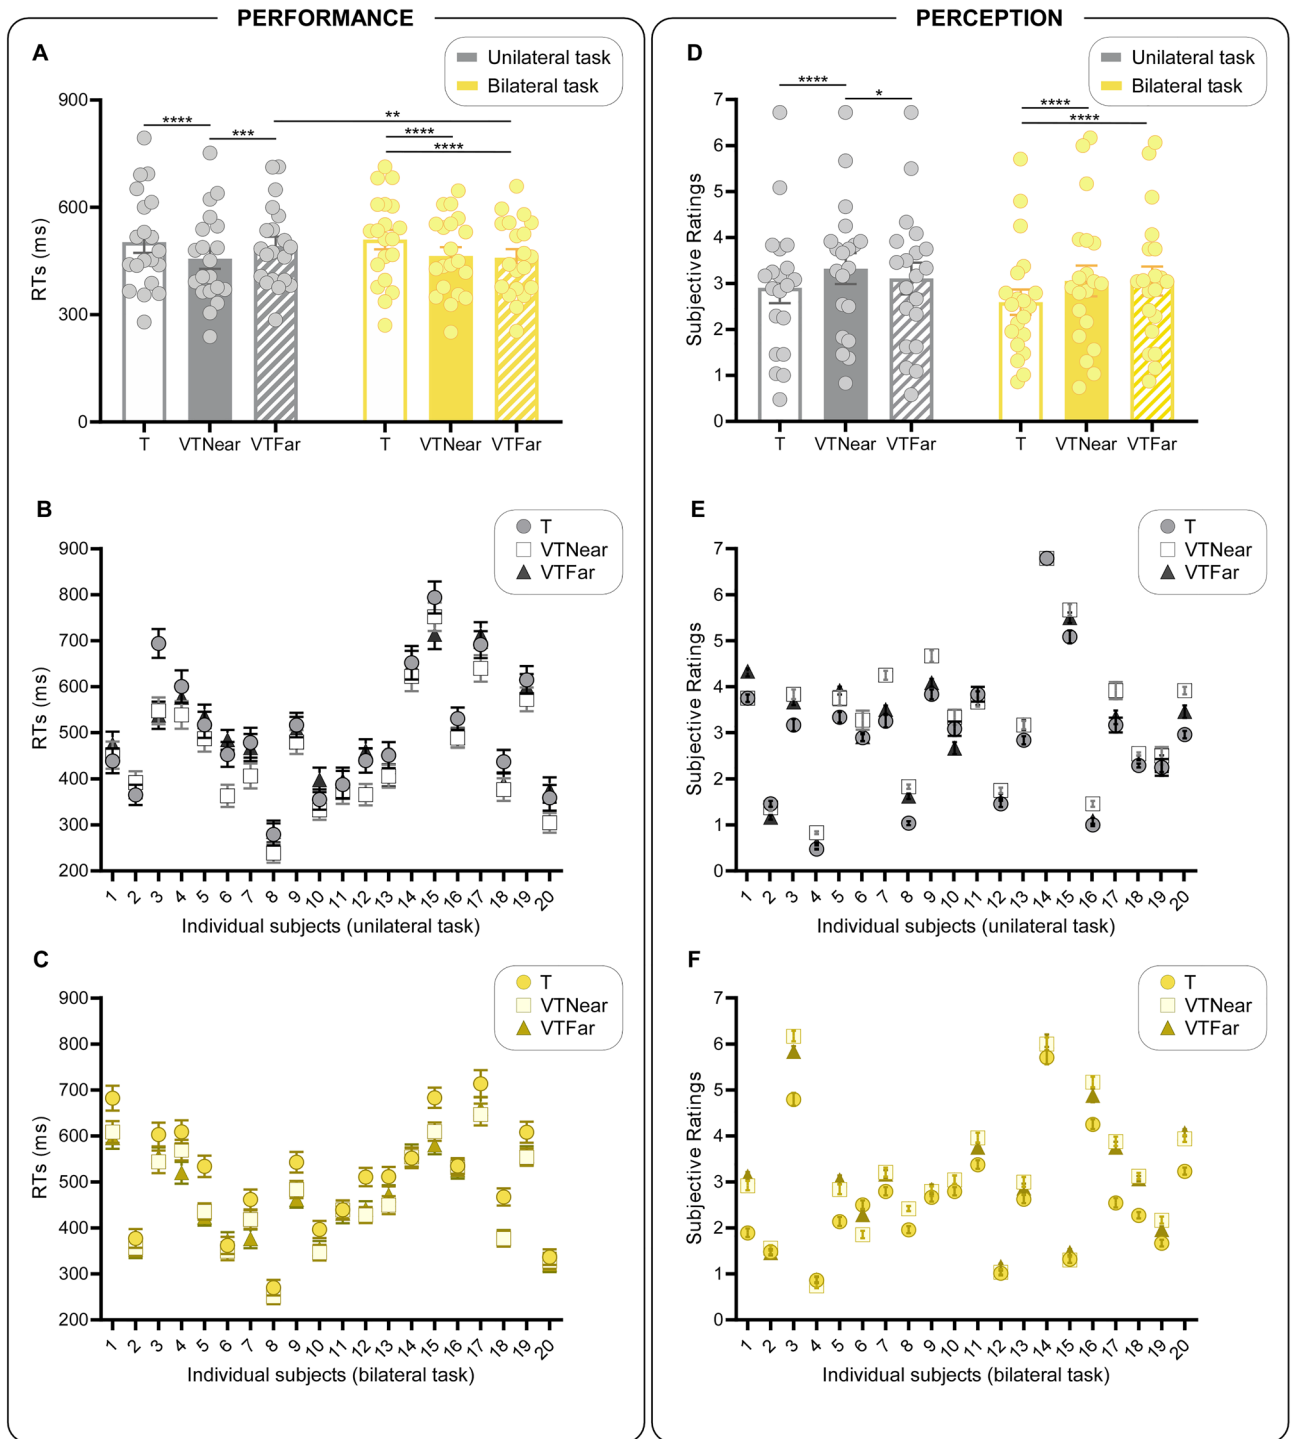 PERFORMANCE
A
Unilateral task
Bilateral task
RTs (ms)
900
600
300
0
****
***
**
****
****
T
VTNear
VTFar
T
VTNear
VTFar
B
T
VTNear
VTFar
RTs (ms)
900
800
700
600
500
400
300
200
1 2 3 4 5 6 7 8 9 10 11 12 13 14 15 16 17 18 19 20
Individual subjects (unilateral task)
C
T
VTNear
VTFar
RTs (ms)
900
800
700
600
500
400
300
200
1 2 3 4 5 6 7 8 9 10 11 12 13 14 15 16 17 18 19 20
Individual subjects (bilateral task)
PERCEPTION
D
Unilateral task
Bilateral task
Subjective Ratings
7
6
5
4
3
2
1
0
****
*
****
****
T
VTNear
VTFar
T
VTNear
VTFar
E
T
VTNear
VTFar
Subjective Ratings
7
6
5
4
3
2
1
0
1 2 3 4 5 6 7 8 9 10 11 12 13 14 15 16 17 18 19 20
Individual subjects (unilateral task)
F
T
VTNear
VTFar
Subjective Ratings
7
6
5
4
3
2
1
0
1 2 3 4 5 6 7 8 9 10 11 12 13 14 15 16 17 18 19 20
Individual subjects (bilateral task)